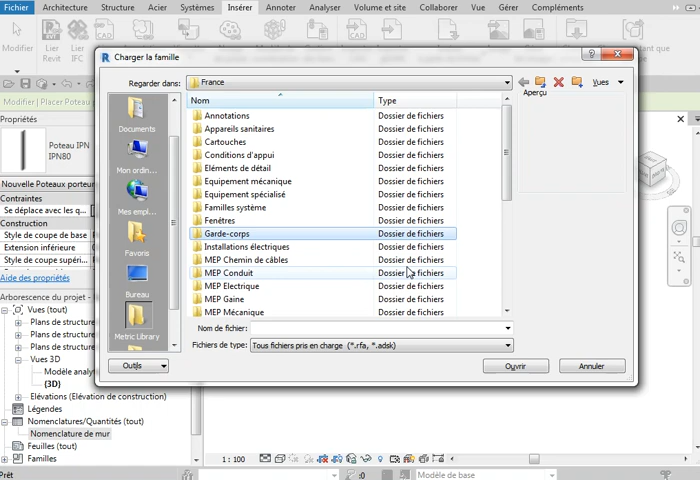 Fichier Architecture Structure Acier Systèmes Insérer Annoter Analyser Volume et site Collaborer Vue Gérer Compléments
Modifier Lier Revit Lier IFC
Modifier | Placer Poteau p
Charger la famille
Regarder dans: France Vues
Propriétés
Poteau IPN
IPN80
Nouvelle Poteaux porteur
Contraintes
Se déplace avec les q...
Construction
Style de coupe de base
Extension inférieure
Style de coupe supéri...
Aide des propriétés
Arborescence du projet -
Vues (tout)
Plans de structure
Plans de structure
Vues 3D
Modèle analy
{3D}
Élévations (Elévation de construction)
Légendes
Nomenclatures/Quantités (tout)
Nomenclature de mur
Feuilles (tout)
Familles
Documents
Mon ordin...
Mes empl...
Favoris
Bureau
Metric Library
Nom Type
Annotations Dossier de fichiers
Appareils sanitaires Dossier de fichiers
Cartouches Dossier de fichiers
Conditions d'appui Dossier de fichiers
Eléments de détail Dossier de fichiers
Equipement mécanique Dossier de fichiers
Equipement spécialisé Dossier de fichiers
Familles système Dossier de fichiers
Fenêtres Dossier de fichiers
Garde-corps Dossier de fichiers
Installations électriques Dossier de fichiers
MEP Chemin de câbles Dossier de fichiers
MEP Conduit Dossier de fichiers
MEP Electrique Dossier de fichiers
MEP Gaine Dossier de fichiers
MEP Mécanique Dossier de fichiers
Aperçu
Nom de fichier:
Fichiers de type: Tous fichiers pris en charge (*.rfa, *.adsk)
Outils Ouvrir Annuler
1 : 100
Prêt :0 Modèle de base